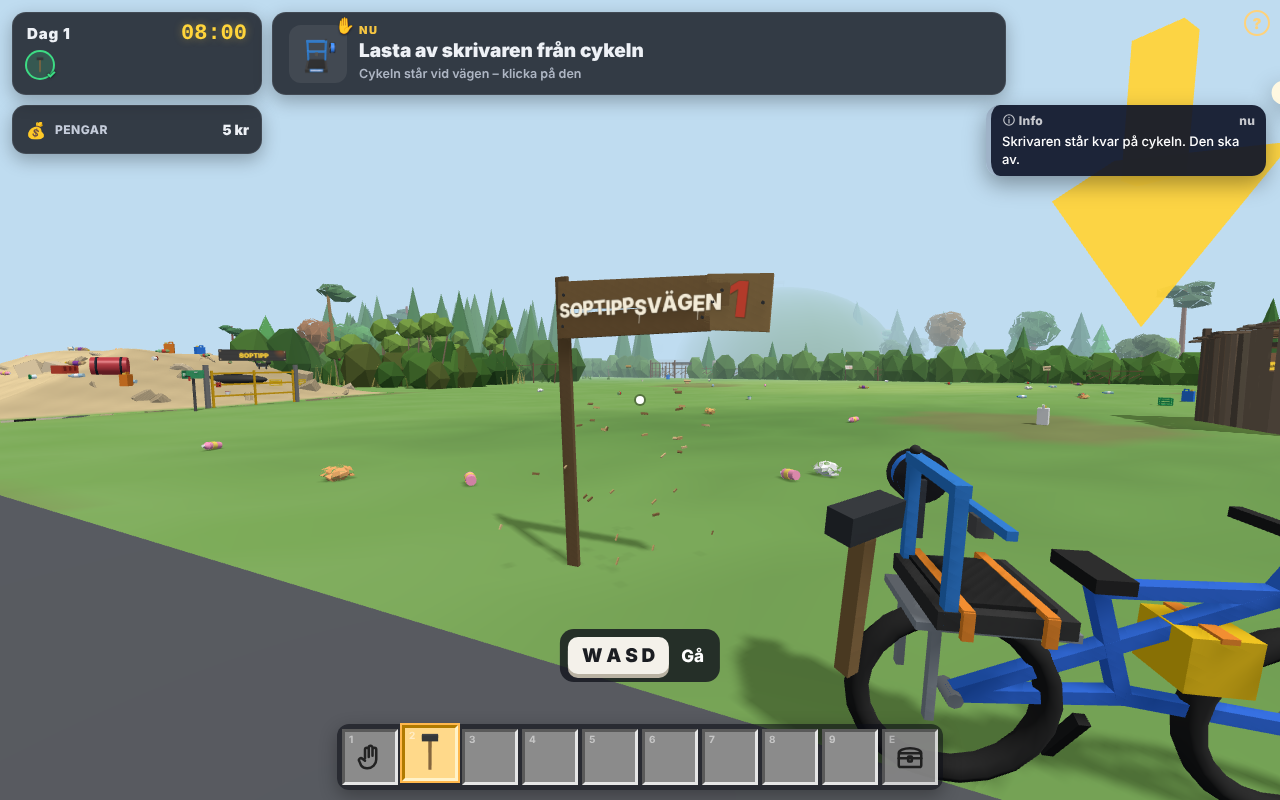 Dag 1
08:00
NU
Lasta av skrivaren från cykeln
Cykeln står vid vägen – klicka på den
?
PENGAR
5 kr
Info
nu
Skrivaren står kvar på cykeln. Den ska
av.
SOPTIPPSVÄGEN 1
SOPTIPP
WASD
Gå
1
2
3
4
5
6
7
8
9
E